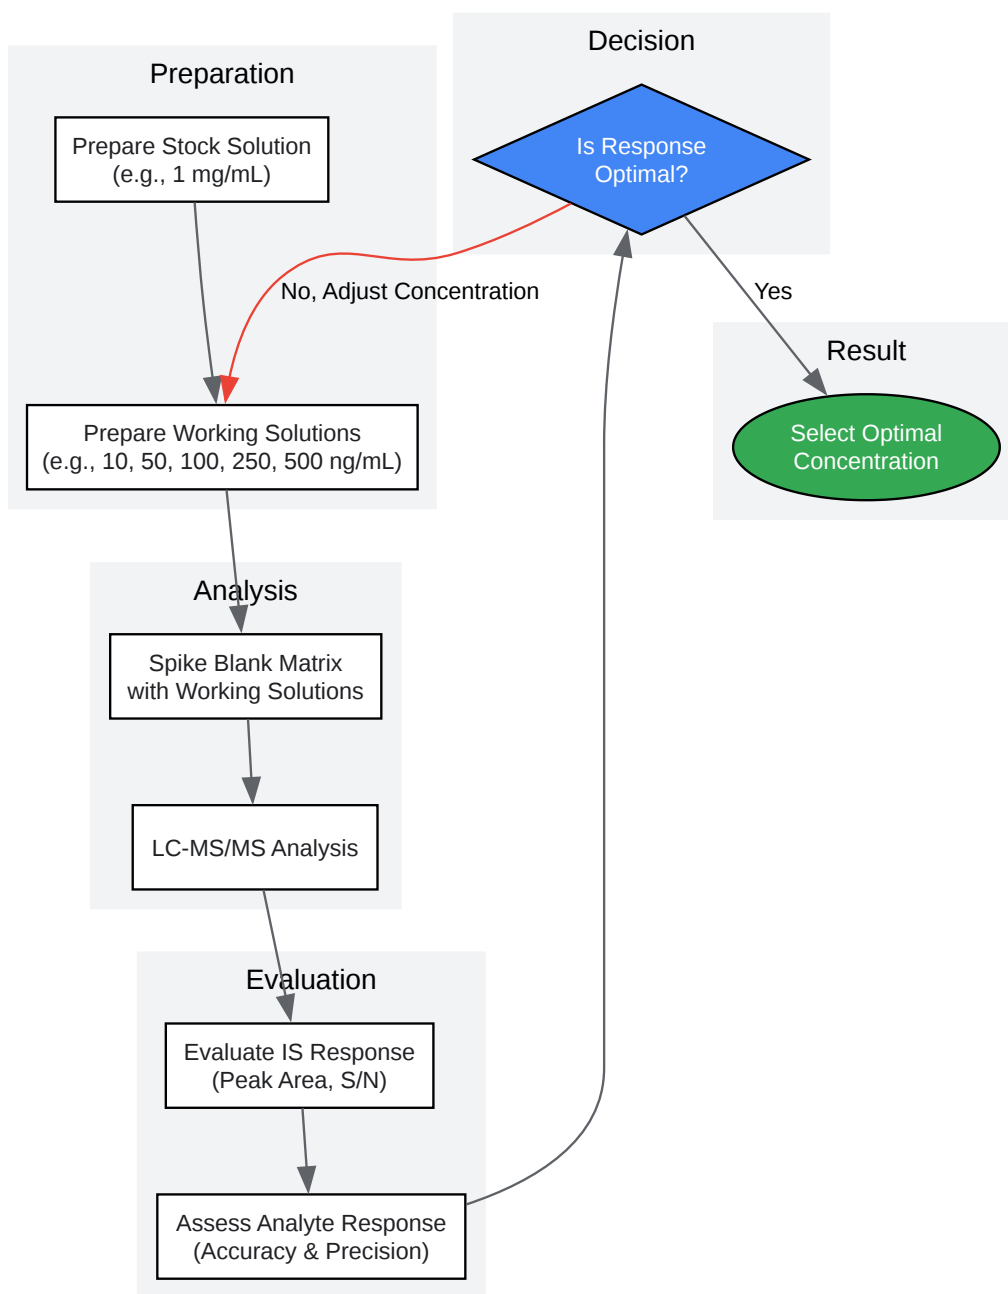 Preparation
Prepare Stock Solution
(e.g., 1 mg/mL)
Prepare Working Solutions
(e.g., 10, 50, 100, 250, 500 ng/mL)
Analysis
Spike Blank Matrix
with Working Solutions
LC-MS/MS Analysis
Evaluation
Evaluate IS Response
(Peak Area, S/N)
Assess Analyte Response
(Accuracy & Precision)
Decision
Is Response
Optimal?
No, Adjust Concentration
Yes
Result
Select Optimal
Concentration